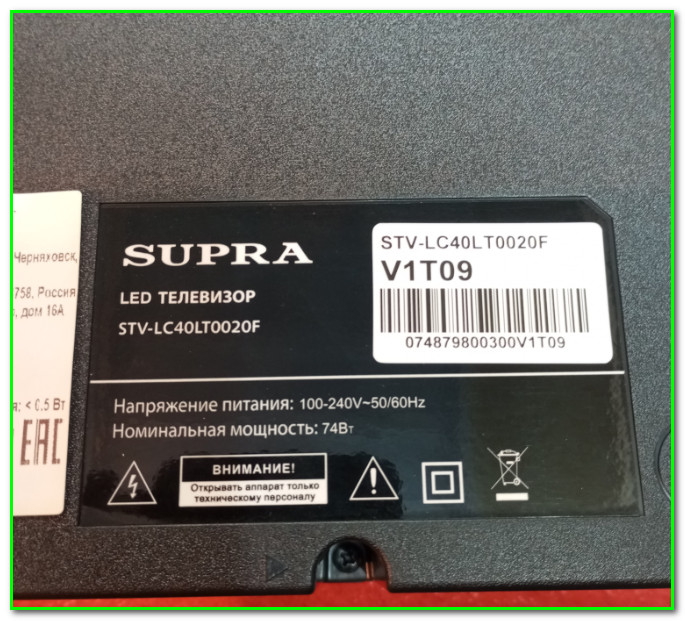 Черняховск,
758, Россия
дом 16А
< 0.5 Вт
EAC
SUPRA
LED ТЕЛЕВИЗОР
STV-LC40LT0020F
STV-LC40LT0020F
V1T09
074879800300V1T09
Напряжение питания: 100-240V~50/60Hz
Номинальная мощность: 74Вт
ВНИМАНИЕ!
Открывать аппарат только
техническому персоналу